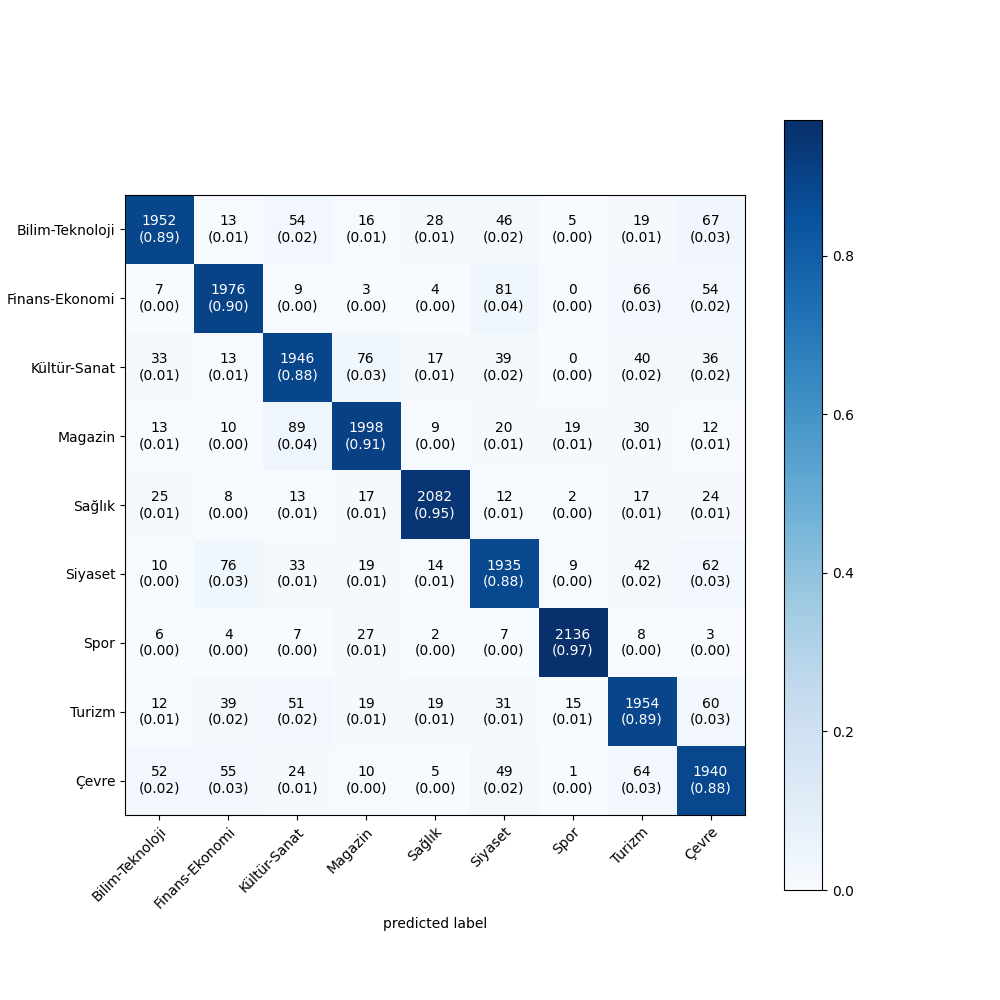 Bilim-Teknoloji 1952 13 54 16 28 46 5 19 67
(0.89) (0.01) (0.02) (0.01) (0.01) (0.02) (0.00) (0.01) (0.03)
Finans-Ekonomi 7 1976 9 3 4 81 0 66 54
(0.00) (0.90) (0.00) (0.00) (0.00) (0.04) (0.00) (0.03) (0.02)
Kültür-Sanat 33 13 1946 76 17 39 0 40 36
(0.01) (0.01) (0.88) (0.03) (0.01) (0.02) (0.00) (0.02) (0.02)
Magazin 13 10 89 1998 9 20 19 30 12
(0.01) (0.00) (0.04) (0.91) (0.00) (0.01) (0.01) (0.01) (0.01)
Sağlık 25 8 13 17 2082 12 2 17 24
(0.01) (0.00) (0.01) (0.01) (0.95) (0.01) (0.00) (0.01) (0.01)
Siyaset 10 76 33 19 14 1935 9 42 62
(0.00) (0.03) (0.01) (0.01) (0.01) (0.88) (0.00) (0.02) (0.03)
Spor 6 4 7 27 2 7 2136 8 3
(0.00) (0.00) (0.00) (0.01) (0.00) (0.00) (0.97) (0.00) (0.00)
Turizm 12 39 51 19 19 31 15 1954 60
(0.01) (0.02) (0.02) (0.01) (0.01) (0.01) (0.01) (0.89) (0.03)
Çevre 52 55 24 10 5 49 1 64 1940
(0.02) (0.03) (0.01) (0.00) (0.00) (0.02) (0.00) (0.03) (0.88)
Bilim-Teknoloji Finans-Ekonomi Kültür-Sanat Magazin Sağlık Siyaset Spor Turizm Çevre
predicted label
0.8
0.6
0.4
0.2
0.0